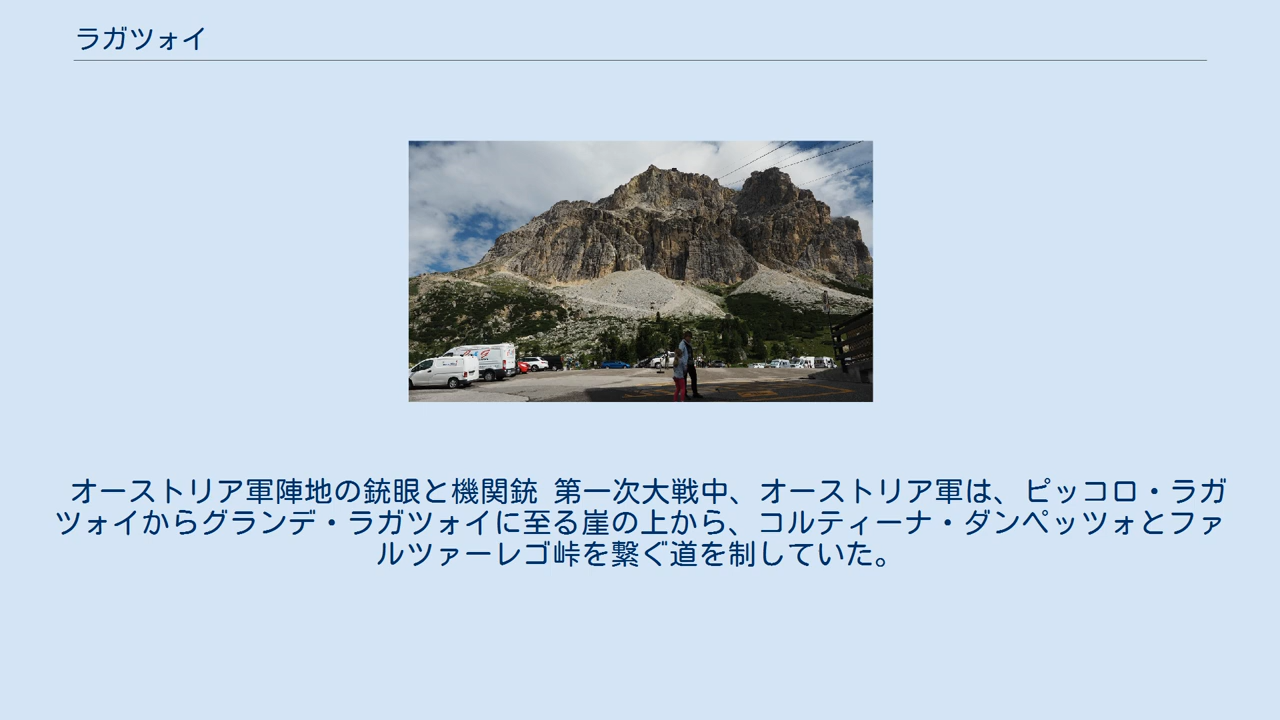 ラガツォイ
オーストリア軍陣地の銃眼と機関銃 第一次大戦中、オーストリア軍は、ピッコロ・ラガ
ツォイからグランデ・ラガツォイに至る崖の上から、コルティーナ・ダンペッツォとファ
ルツァーレゴ峠を繋ぐ道を制していた。